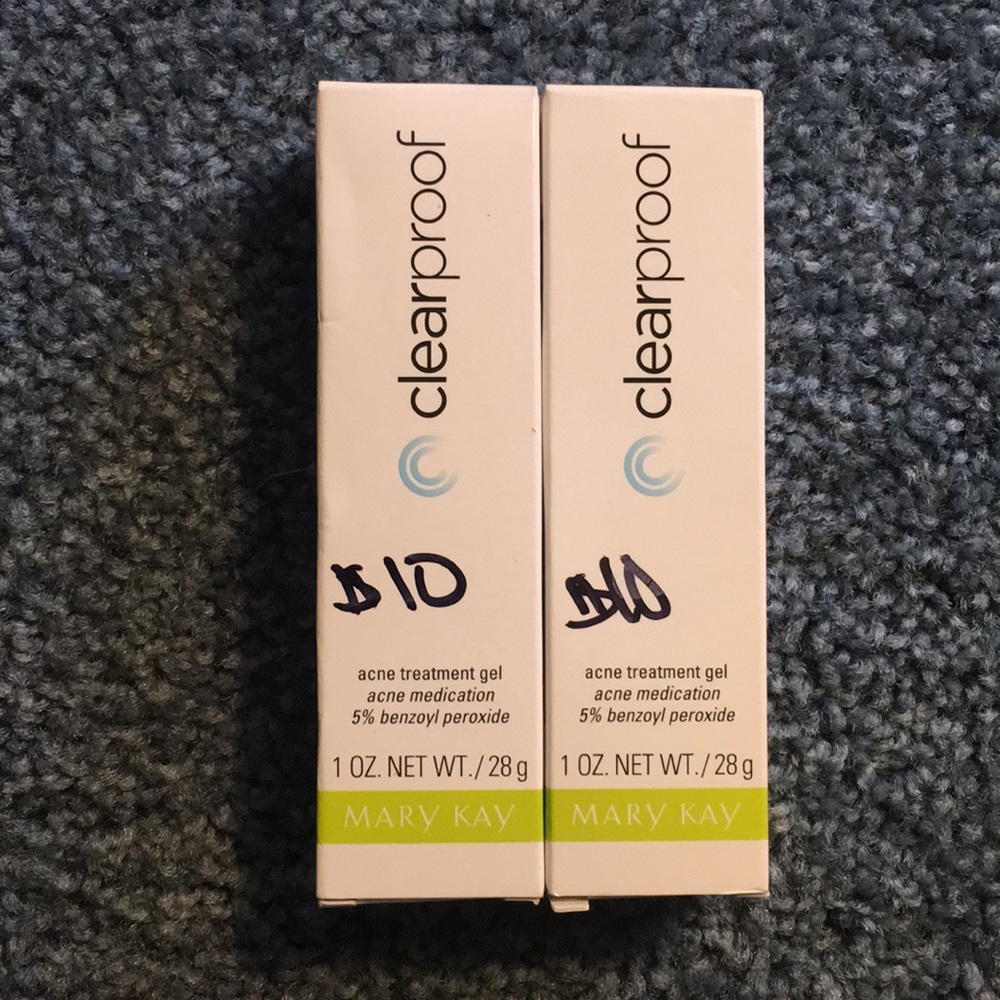 clearproof
10
acne treatment gel
acne medication
5% benzoyl peroxide
1 OZ. NET WT. / 28 g
MARY KAY
clearproof
10
acne treatment gel
acne medication
5% benzoyl peroxide
1 OZ. NET WT. / 28 g
MARY KAY